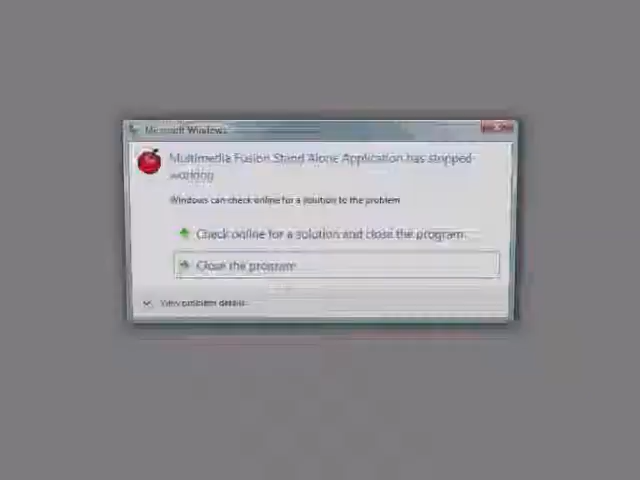 Microsoft Windows
Multimedia Fusion Stand Alone Application has stopped
working
Windows can check online for a solution to the problem.
Check online for a solution and close the program.
Close the program
View problem details